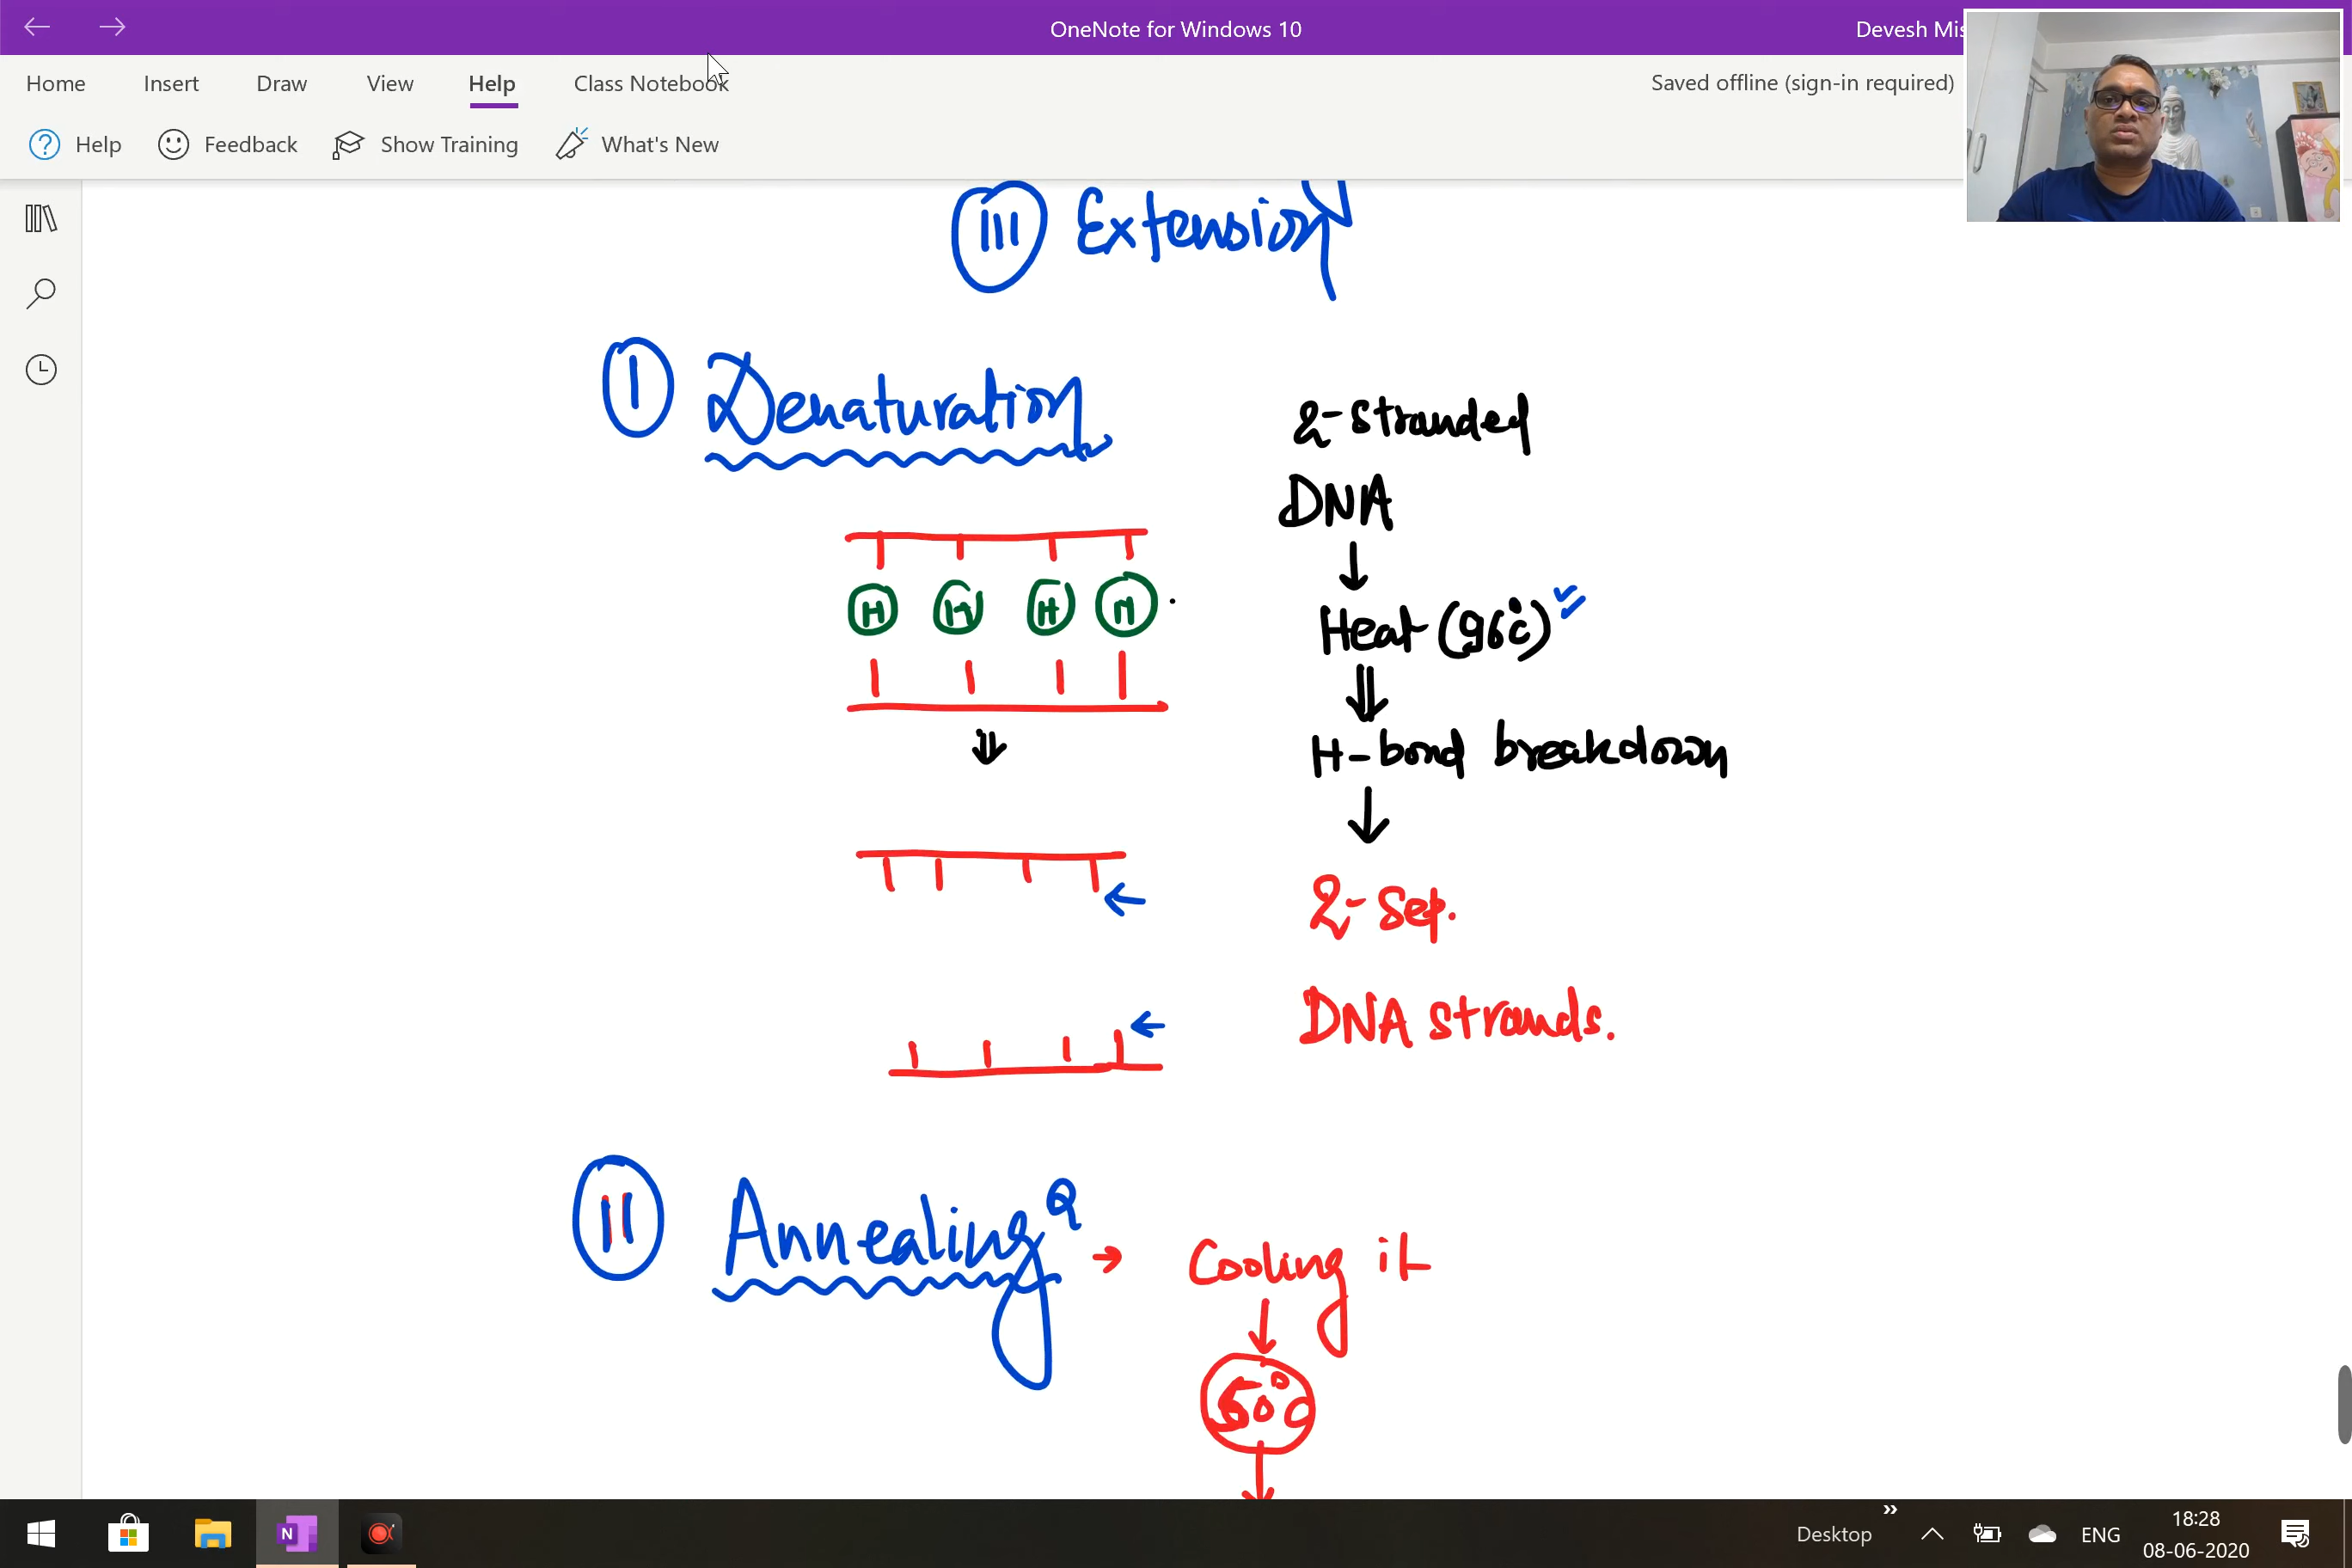 OneNote for Windows 10
Devesh Mis
Home Insert Draw View Help Class Notebook
Saved offline (sign-in required)
Help Feedback Show Training What's New
III Extension
I Denaturation
2-stranded
DNA
H H H H
Heat (96°c)
H-bond breakdown
2-Sep.
DNA strands.
II Annealing → Cooling it
50°C
N
Desktop
ENG
18:28
08-06-2020